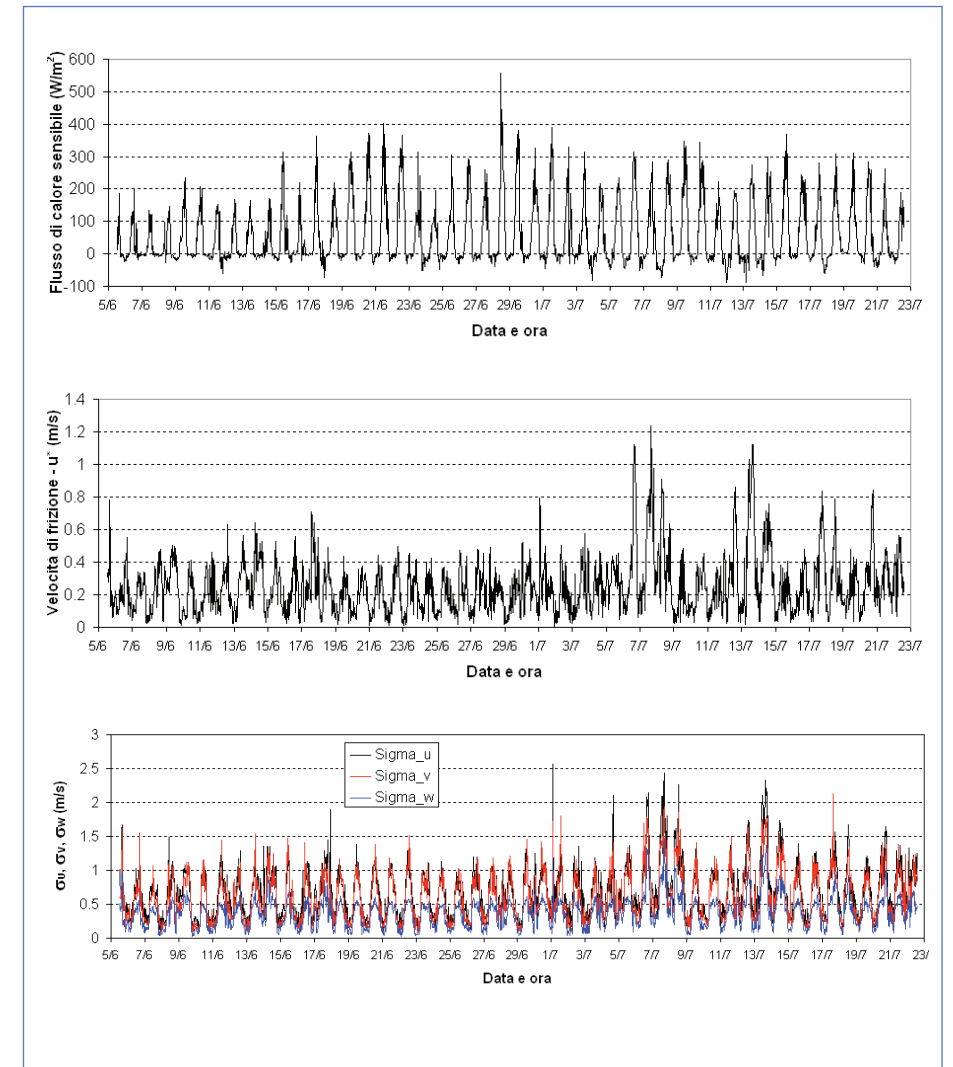 Flusso di calore sensibile (W/m²)
600
500
400
300
200
100
0
-100
5/6 7/6 9/6 11/6 13/6 15/6 17/6 19/6 21/6 23/6 25/6 27/6 29/6 1/7 3/7 5/7 7/7 9/7 11/7 13/7 15/7 17/7 19/7 21/7 23/7
Data e ora
Velocita di frizione - u* (m/s)
1.4
1.2
1
0.8
0.6
0.4
0.2
0
5/6 7/6 9/6 11/6 13/6 15/6 17/6 19/6 21/6 23/6 25/6 27/6 29/6 1/7 3/7 5/7 7/7 9/7 11/7 13/7 15/7 17/7 19/7 21/7 23/7
Data e ora
σu, σv, σw (m/s)
3
2.5
2
1.5
1
0.5
0
Sigma_u
Sigma_v
Sigma_w
5/6 7/6 9/6 11/6 13/6 15/6 17/6 19/6 21/6 23/6 25/6 27/6 29/6 1/7 3/7 5/7 7/7 9/7 11/7 13/7 15/7 17/7 19/7 21/7 23/
Data e ora